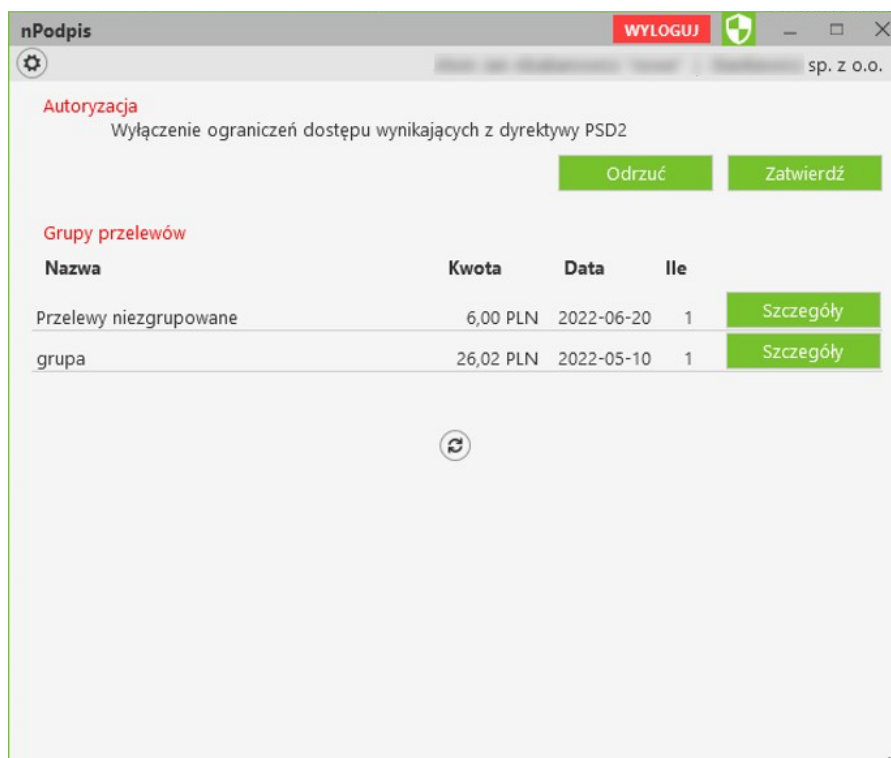 nPodpis WYLOGUJ
sp. z o.o.
Autoryzacja
Wyłączenie ograniczeń dostępu wynikających z dyrektywy PSD2
Odrzuć Zatwierdź
Grupy przelewów
Nazwa Kwota Data Ile
Przelewy niezgrupowane 6,00 PLN 2022-06-20 1 Szczegóły
grupa 26,02 PLN 2022-05-10 1 Szczegóły